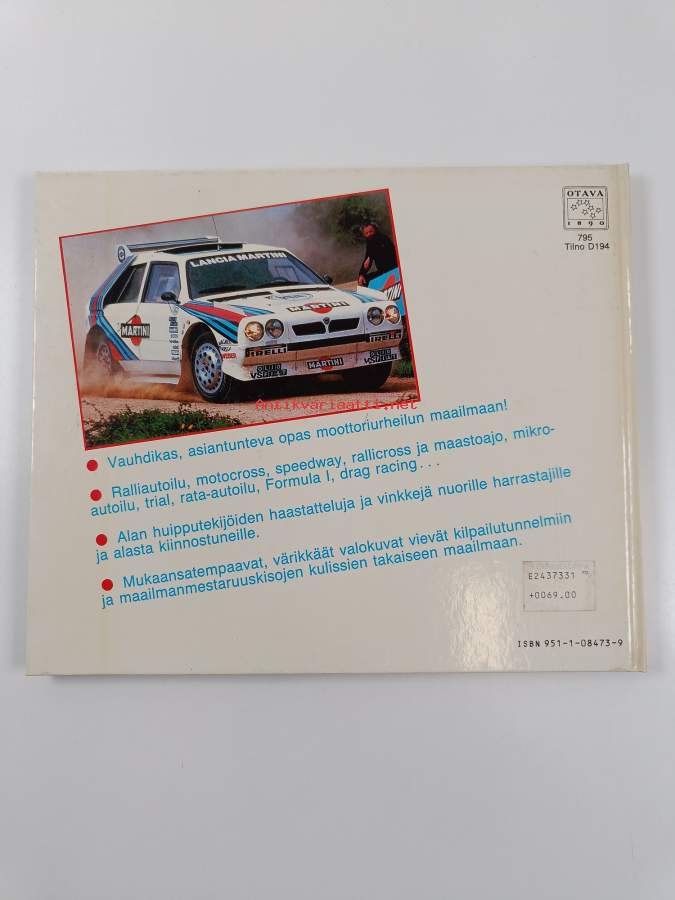 OTAVA
1890
795
Tilno D194
LANCIA MARTINI
MARTINI
MARTINI
PIRELLI
MARTINI
PIRELLI
Antikvariaatti.net
● Vauhdikas, asiantunteva opas moottoriurheilun maailmaan!
● Ralliautoilu, motocross, speedway, rallicross ja maastoajo, mikro-
autoilu, trial, rata-autoilu, Formula I, drag racing...
● Alan huipputekijöiden haastatteluja ja vinkkejä nuorille harrastajille
ja alasta kiinnostuneille.
● Mukaansatempaavat, värikkäät valokuvat vievät kilpailutunnelmiin
ja maailmanmestaruuskisojen kulissien takaiseen maailmaan.
E2437331
+0069.00
ISBN 951-1-08473-9